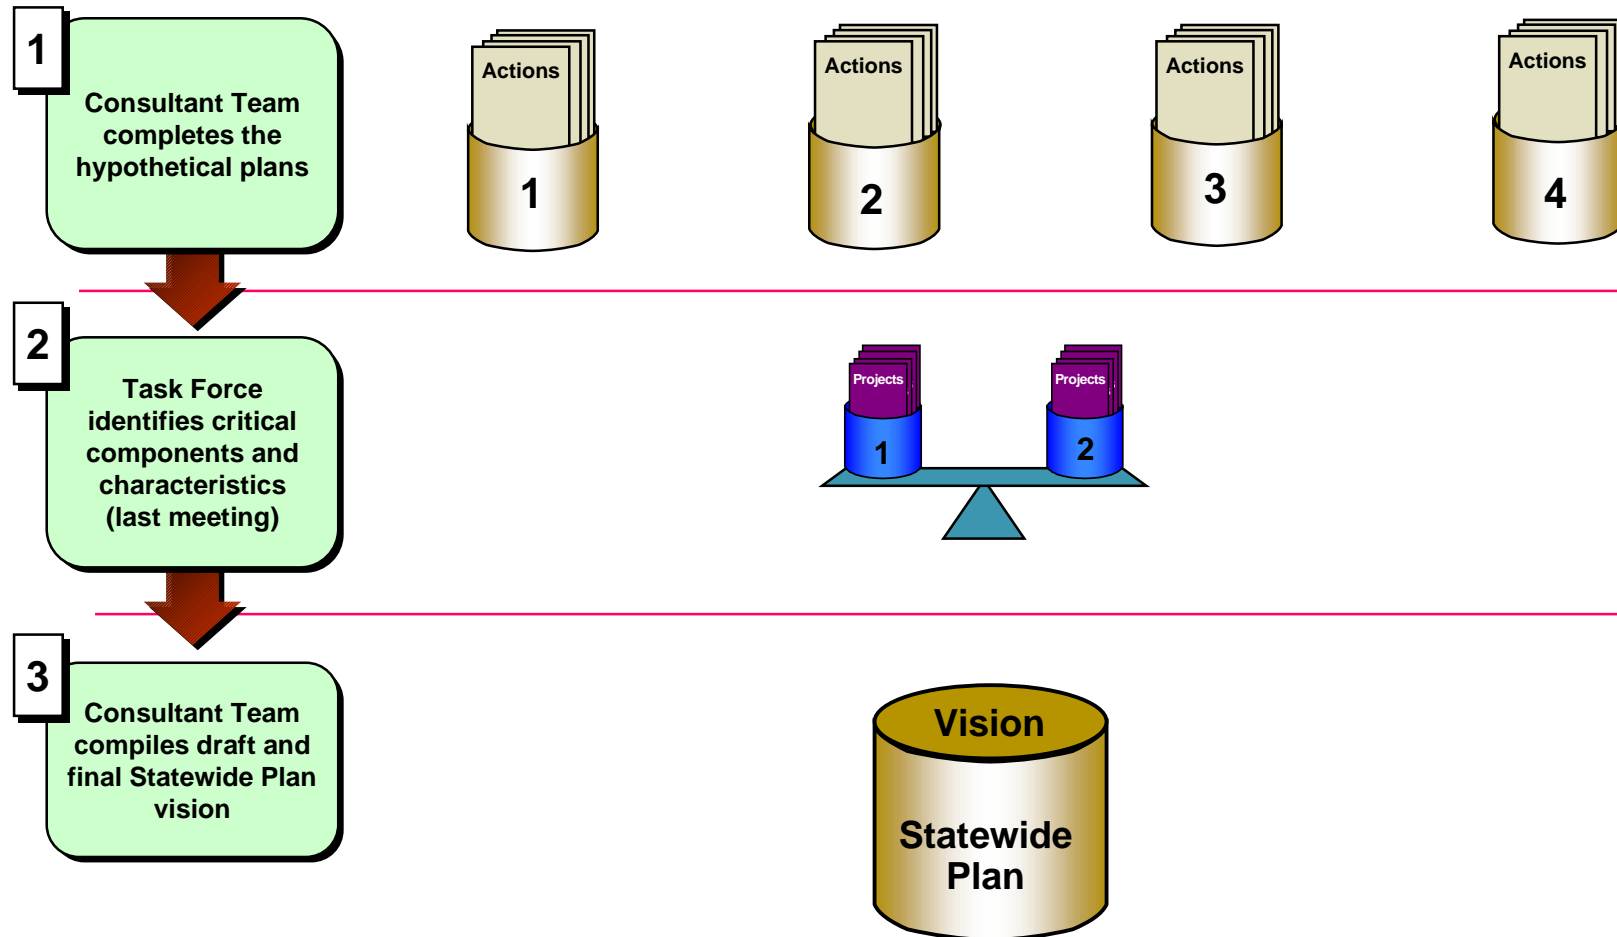 1
Consultant Team
completes the
hypothetical plans
Actions
1
Actions
2
Actions
3
Actions
4
2
Task Force
identifies critical
components and
characteristics
(last meeting)
Projects
1
Projects
2
3
Consultant Team
compiles draft and
final Statewide Plan
vision
Vision
Statewide
Plan